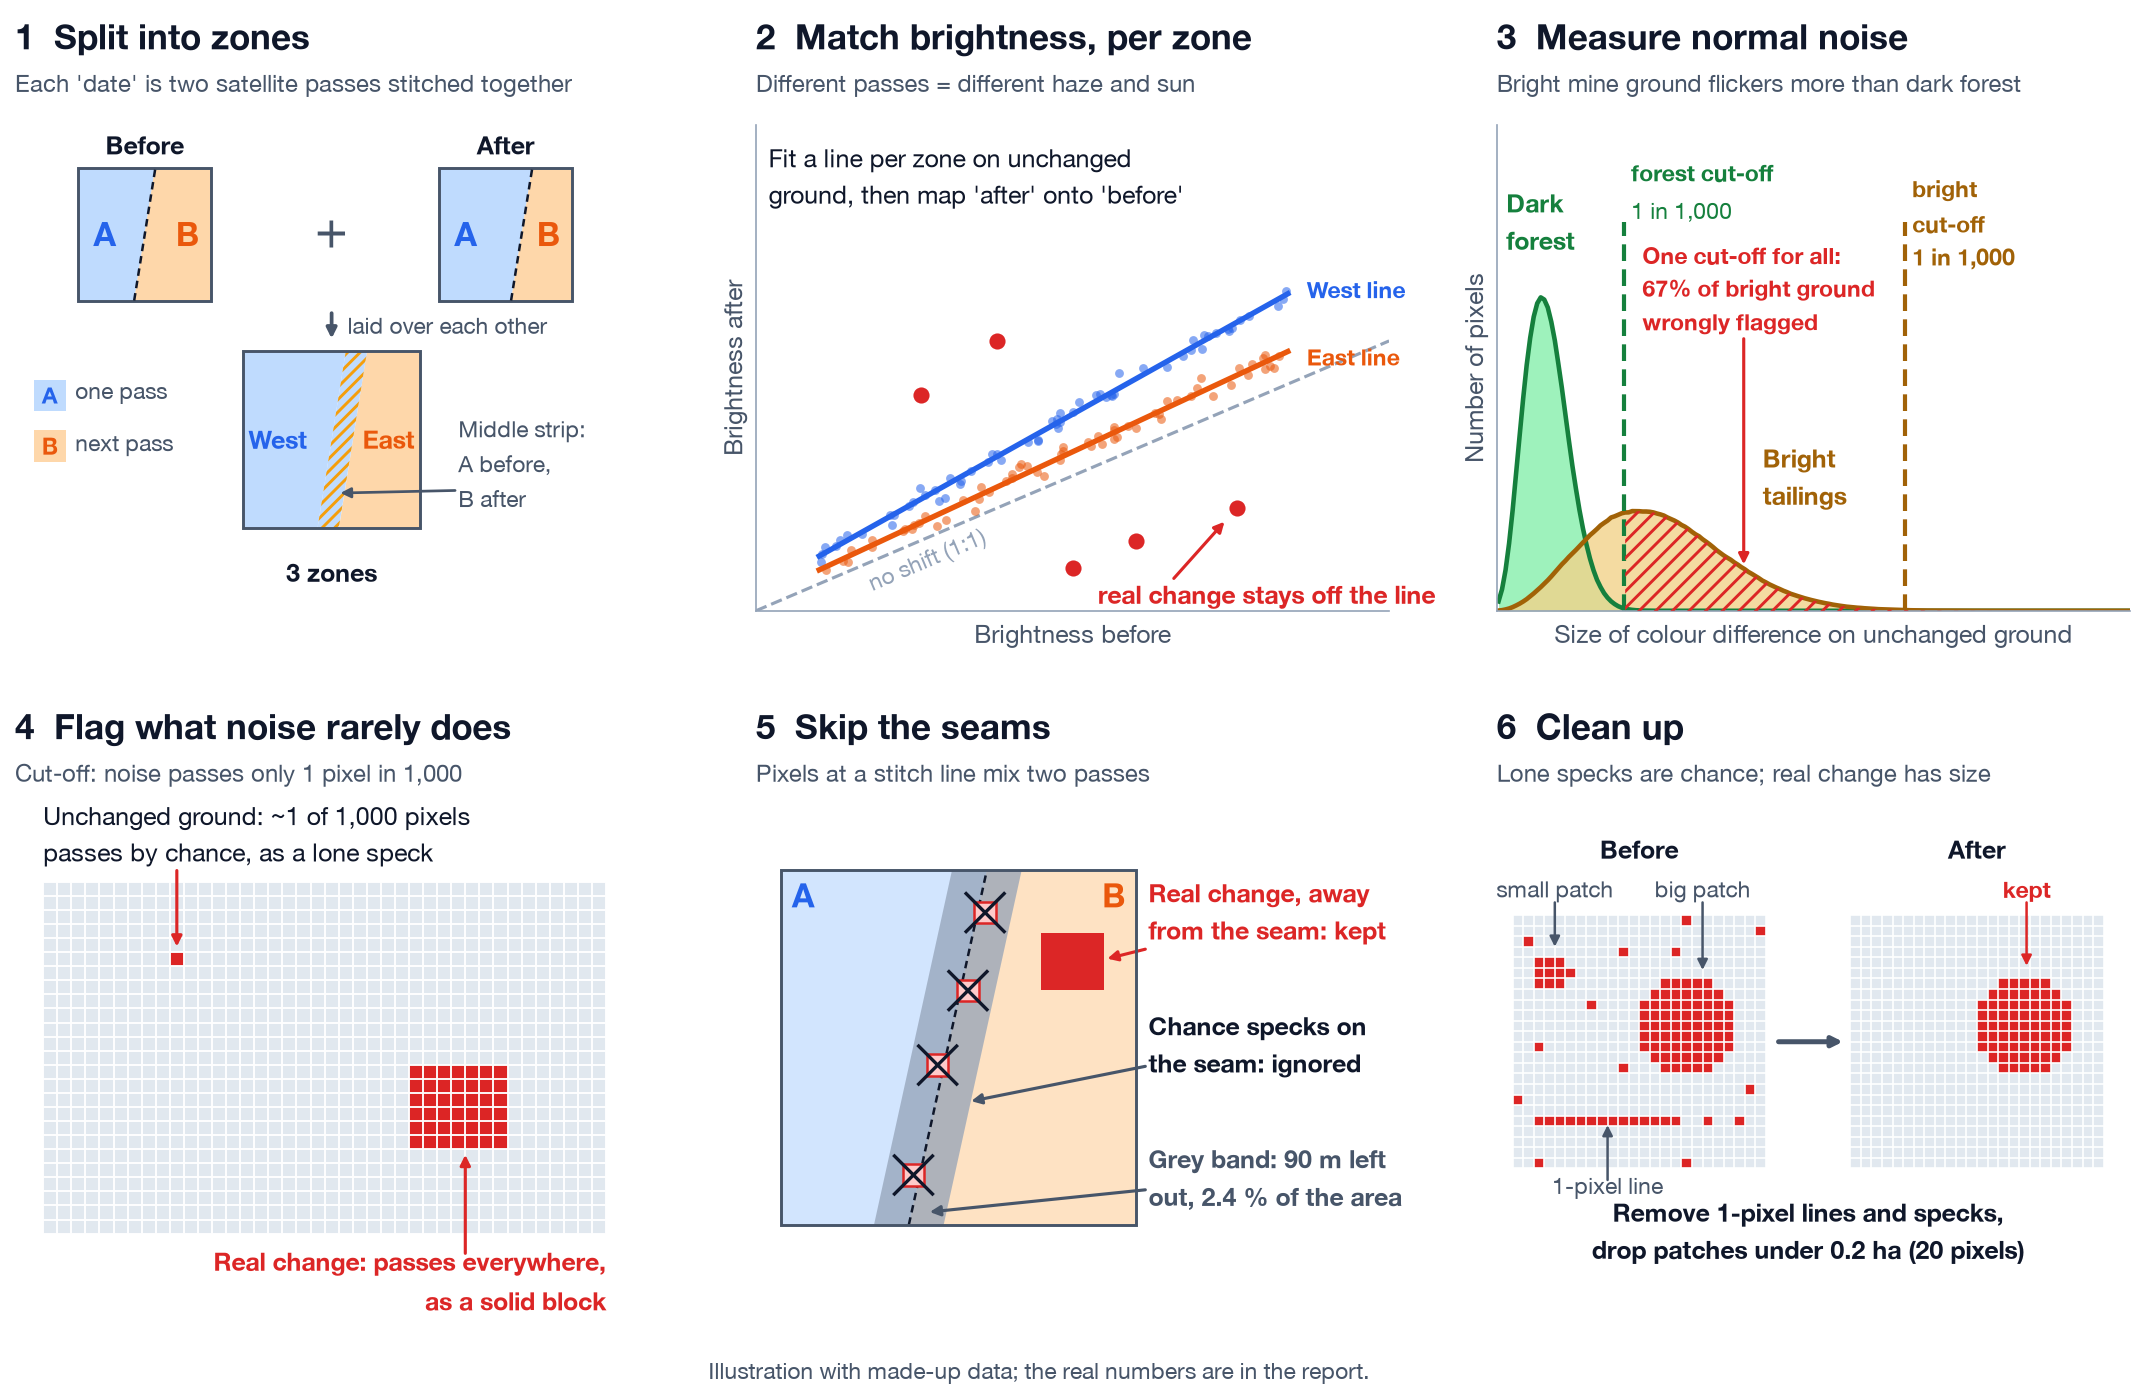 1 Split into zones
Each 'date' is two satellite passes stitched together
Before
After
A
B
+
A
B
laid over each other
A one pass
B next pass
West
East
Middle strip:
A before,
B after
3 zones
2 Match brightness, per zone
Different passes = different haze and sun
Fit a line per zone on unchanged
ground, then map 'after' onto 'before'
West line
East line
no shift (1:1)
real change stays off the line
Brightness after
Brightness before
3 Measure normal noise
Bright mine ground flickers more than dark forest
Dark
forest
forest cut-off
1 in 1,000
bright
cut-off
1 in 1,000
One cut-off for all:
67% of bright ground
wrongly flagged
Bright
tailings
Number of pixels
Size of colour difference on unchanged ground
4 Flag what noise rarely does
Cut-off: noise passes only 1 pixel in 1,000
Unchanged ground: ~1 of 1,000 pixels
passes by chance, as a lone speck
Real change: passes everywhere,
as a solid block
5 Skip the seams
Pixels at a stitch line mix two passes
A
B
Real change, away
from the seam: kept
Chance specks on
the seam: ignored
Grey band: 90 m left
out, 2.4 % of the area
6 Clean up
Lone specks are chance; real change has size
Before
After
small patch
big patch
kept
1-pixel line
Remove 1-pixel lines and specks,
drop patches under 0.2 ha (20 pixels)
Illustration with made-up data; the real numbers are in the report.